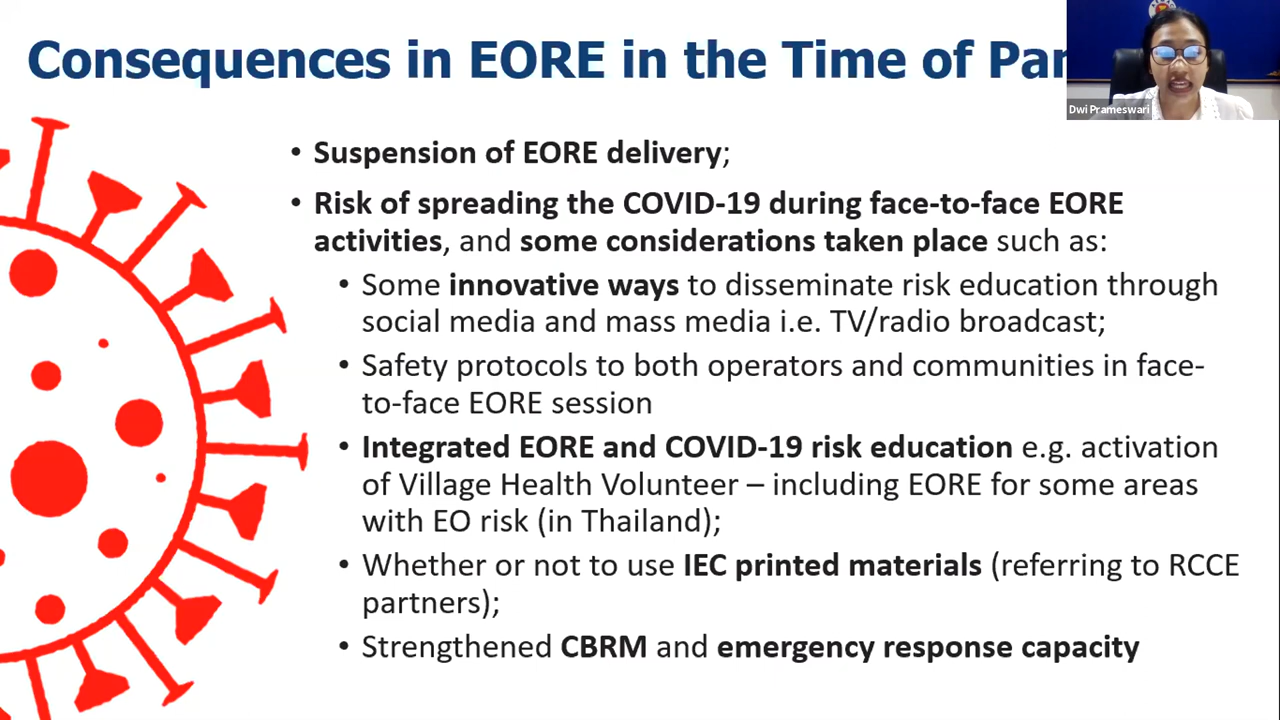 Consequences in EORE in the Time of
Dwi Prameswari
• Suspension of EORE delivery;
• Risk of spreading the COVID-19 during face-to-face EORE
activities, and some considerations taken place such as:
• Some innovative ways to disseminate risk education through
social media and mass media i.e. TV/radio broadcast;
• Safety protocols to both operators and communities in face-
to-face EORE session
• Integrated EORE and COVID-19 risk education e.g. activation
of Village Health Volunteer – including EORE for some areas
with EO risk (in Thailand);
• Whether or not to use IEC printed materials (referring to RCCE
partners);
• Strengthened CBRM and emergency response capacity